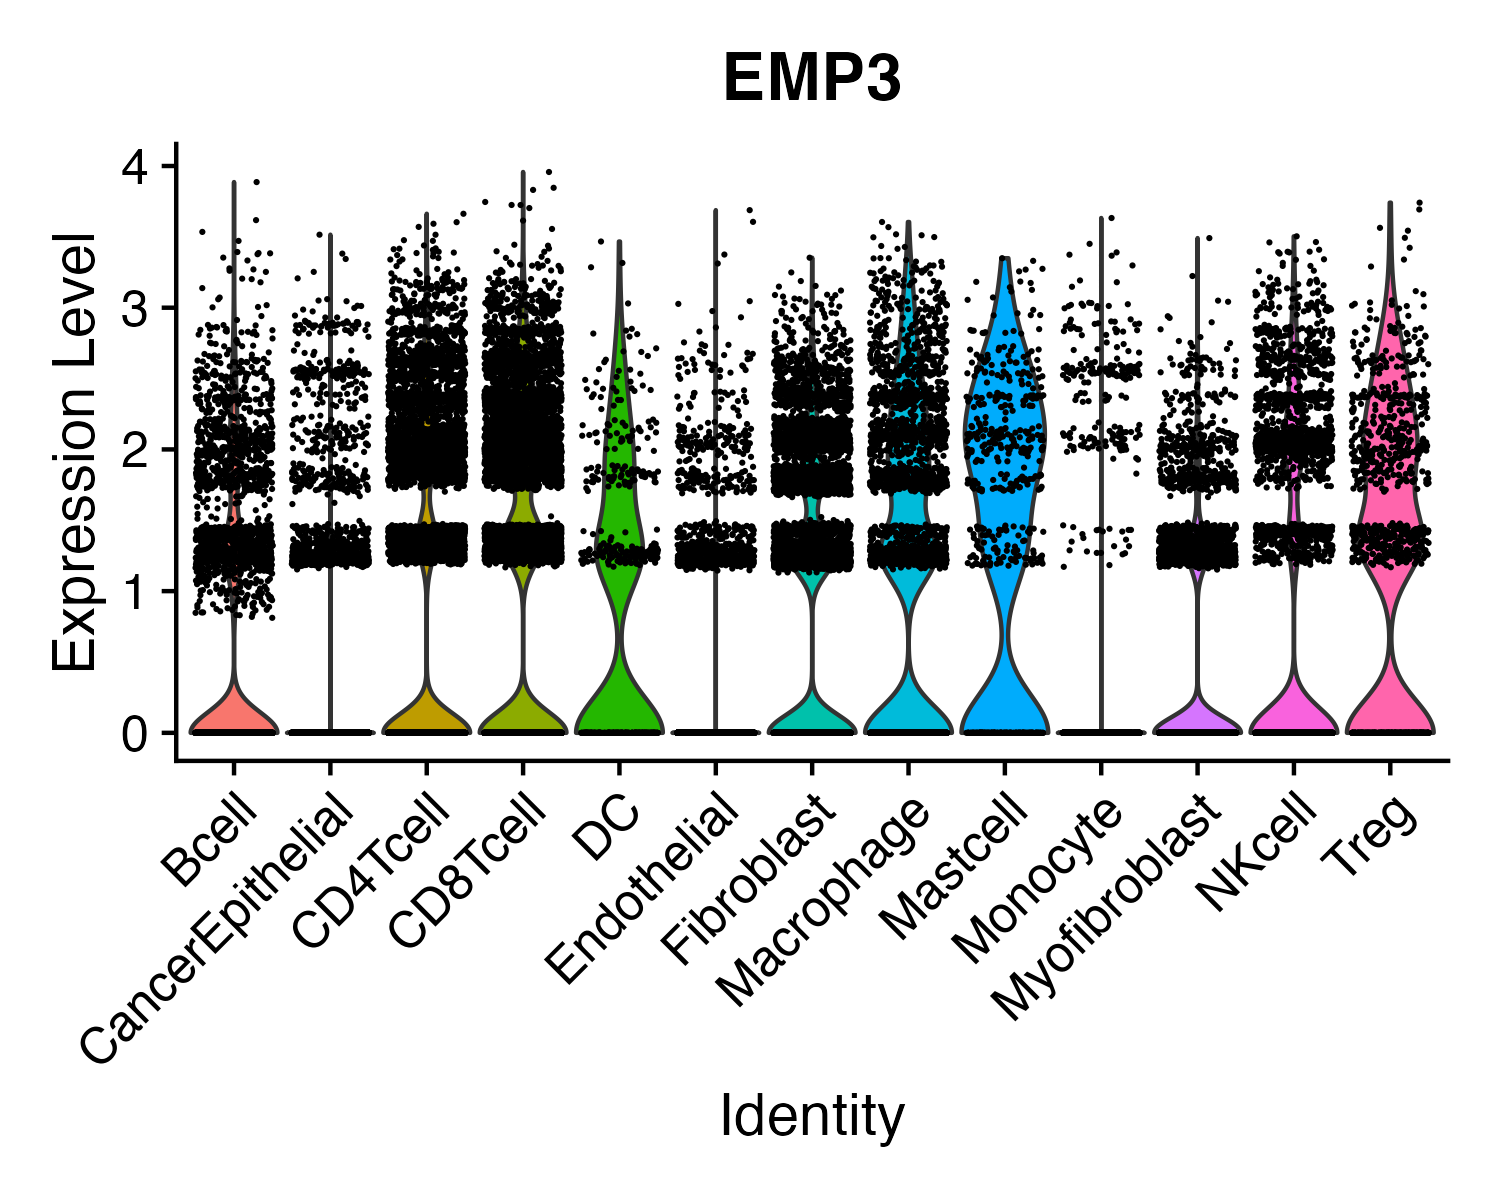 EMP3
Expression Level
4
3
2
1
0
Bcell
CancerEpithelial
CD4Tcell
CD8Tcell
DC
Endothelial
Fibroblast
Macrophage
Mastcell
Monocyte
Myofibroblast
NKcell
Treg
Identity